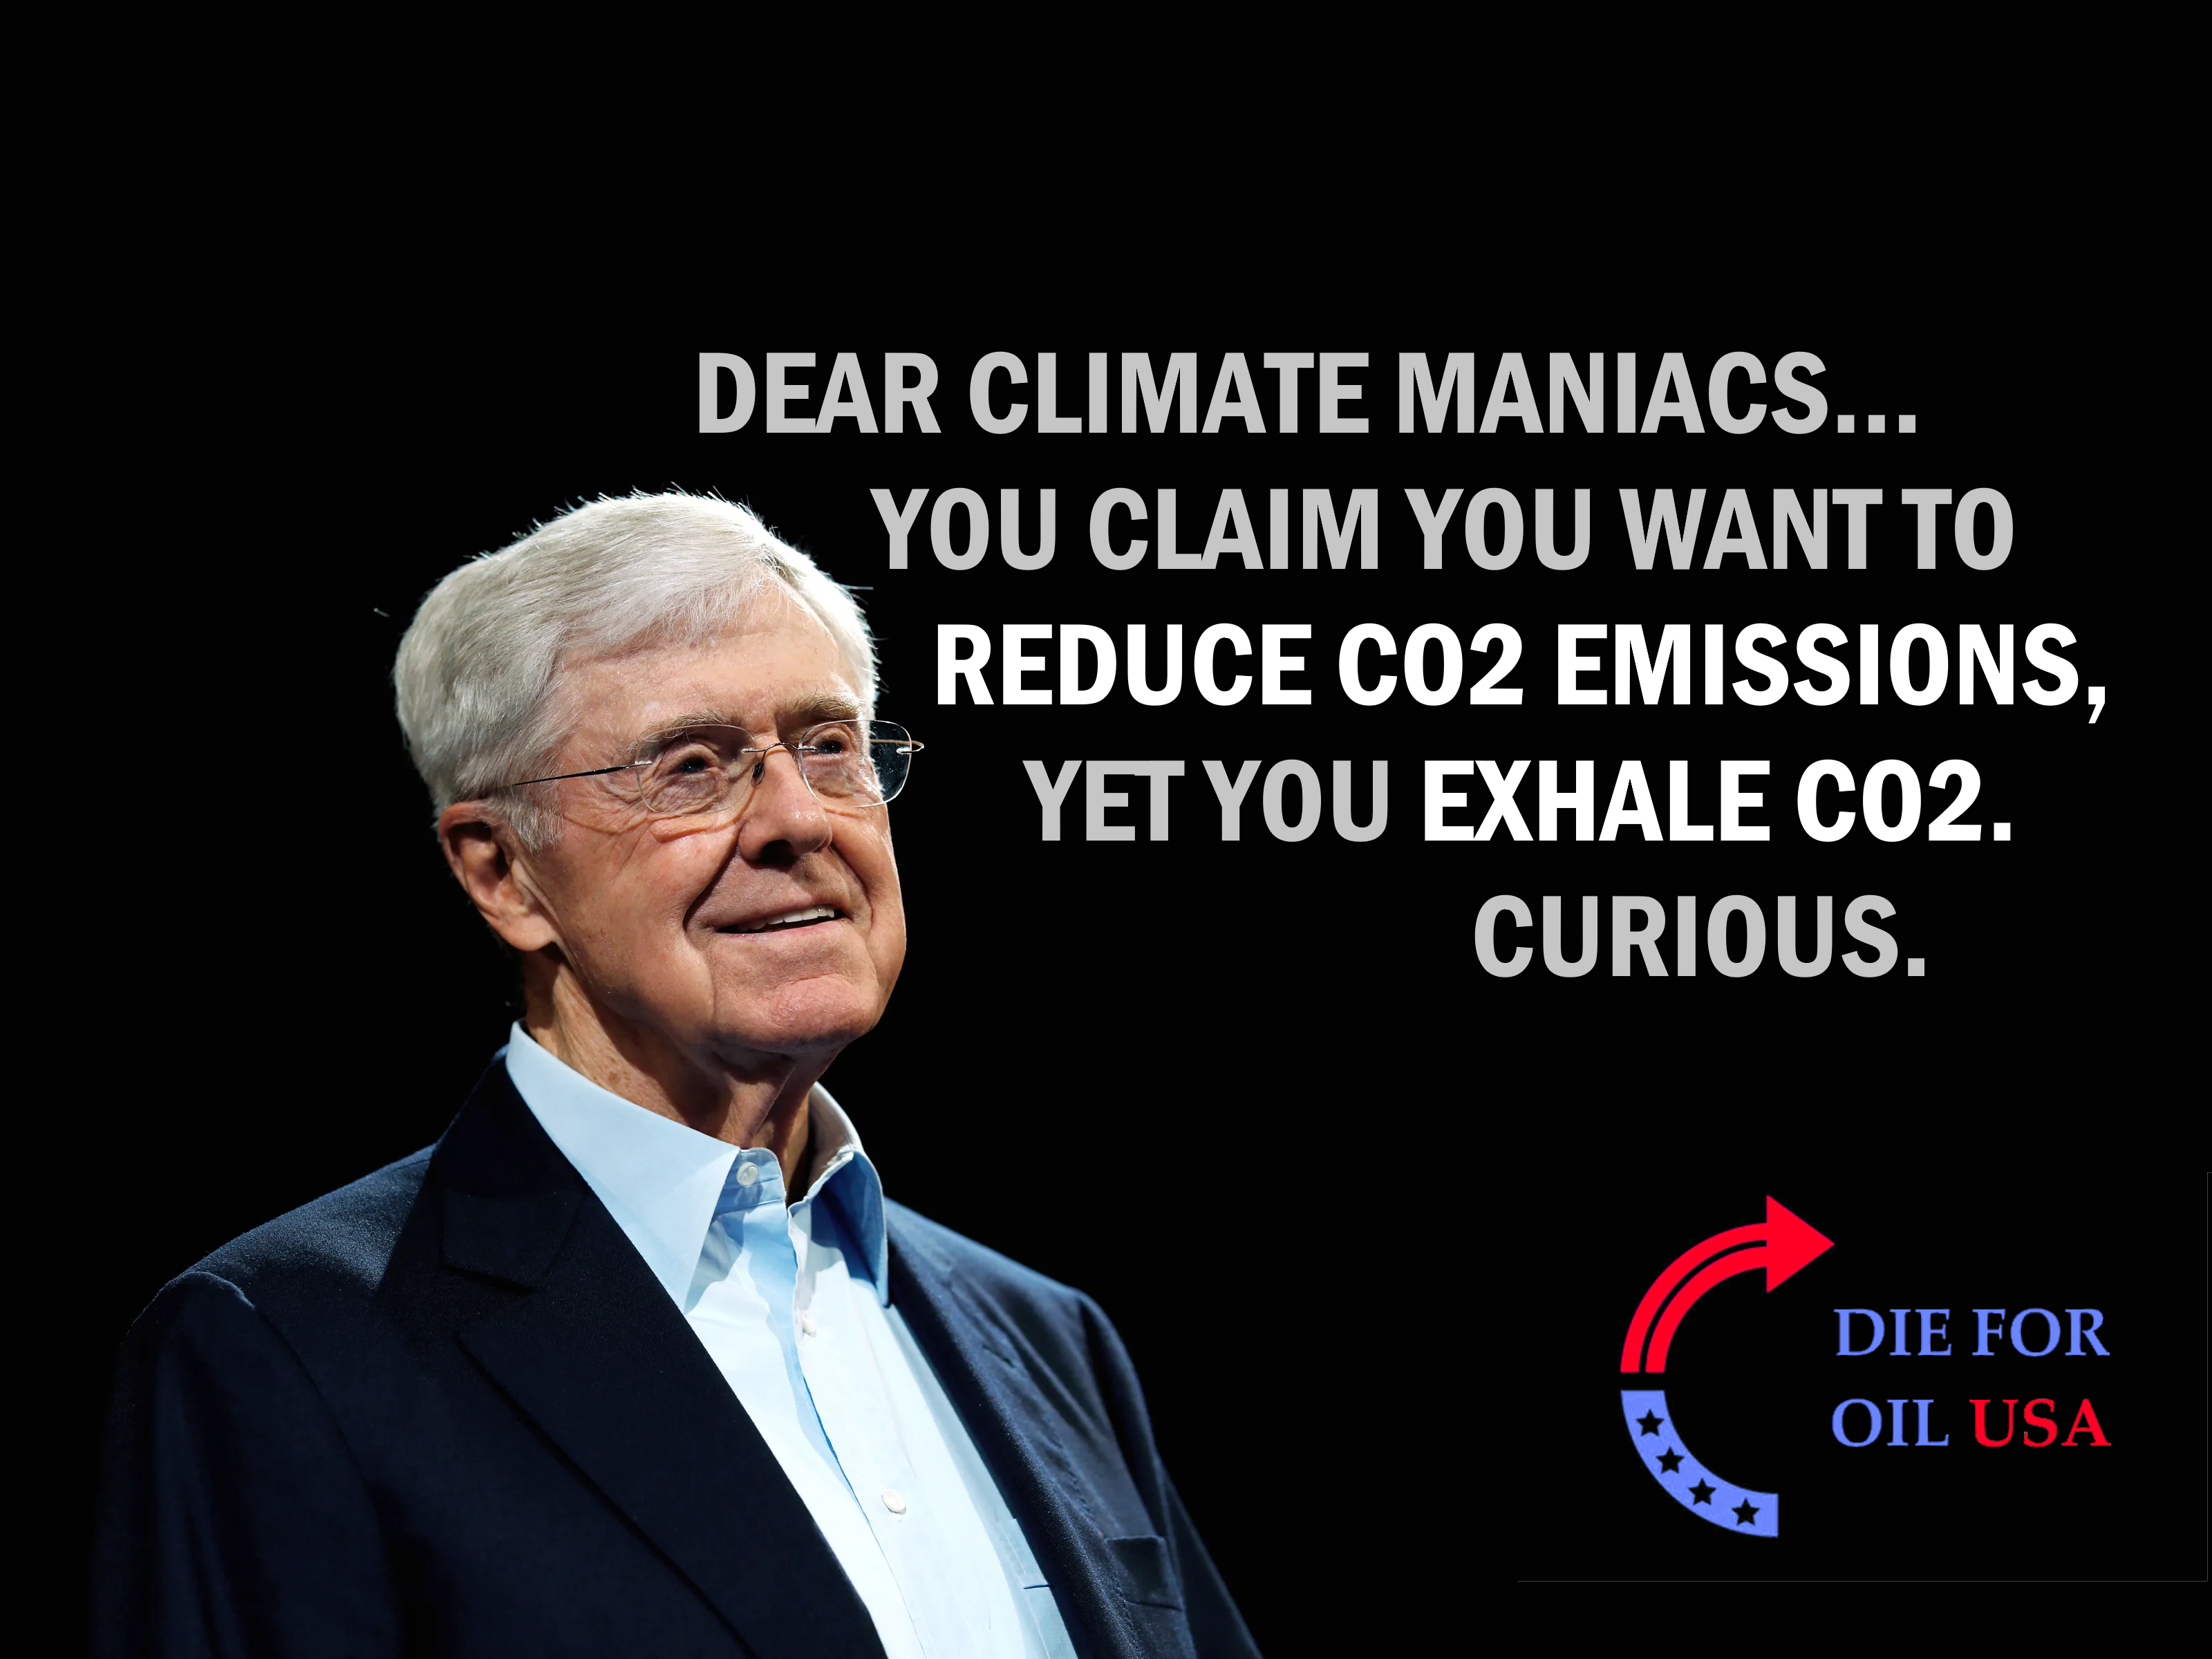 DEAR CLIMATE MANIACS...
YOU CLAIM YOU WANT TO
REDUCE CO2 EMISSIONS,
YET YOU EXHALE CO2.
CURIOUS.
DIE FOR
OIL USA